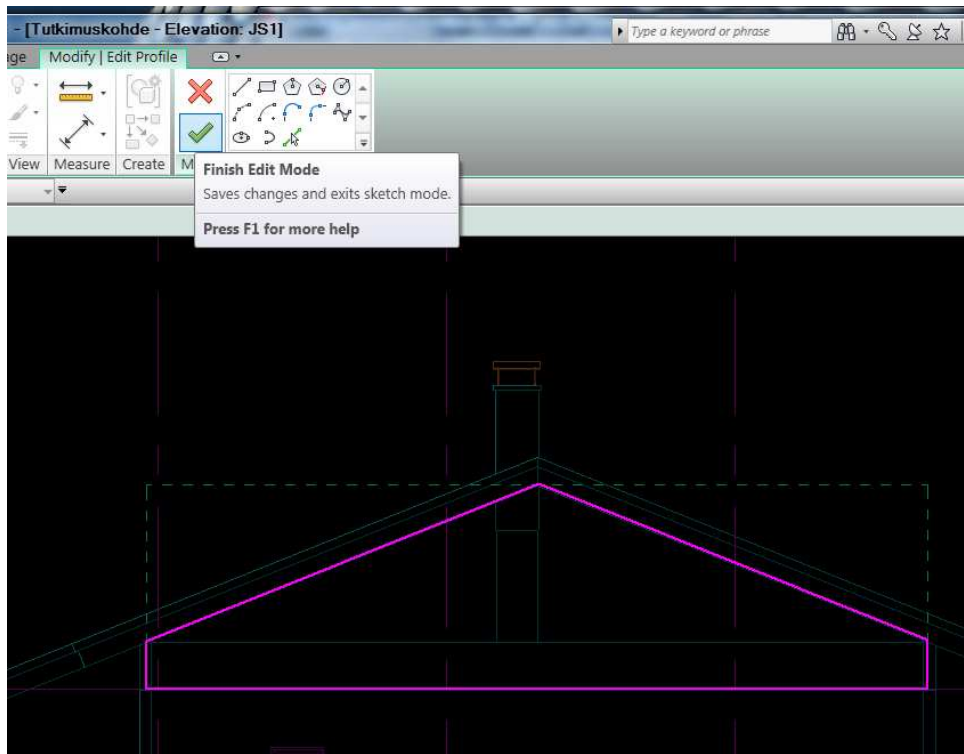 - [Tutkimuskohde - Elevation: JS1]
Type a keyword or phrase
age
Modify | Edit Profile
View
Measure
Create
M
Finish Edit Mode
Saves changes and exits sketch mode.
Press F1 for more help